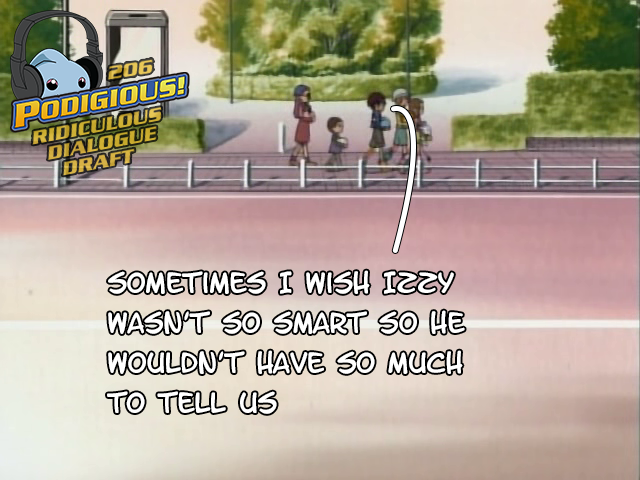 206
PODIGIOUS!
RIDICULOUS
DIALOGUE
DRAFT
SOMETIMES I WISH IZZY
WASN'T SO SMART SO HE
WOULDN'T HAVE SO MUCH
TO TELL US